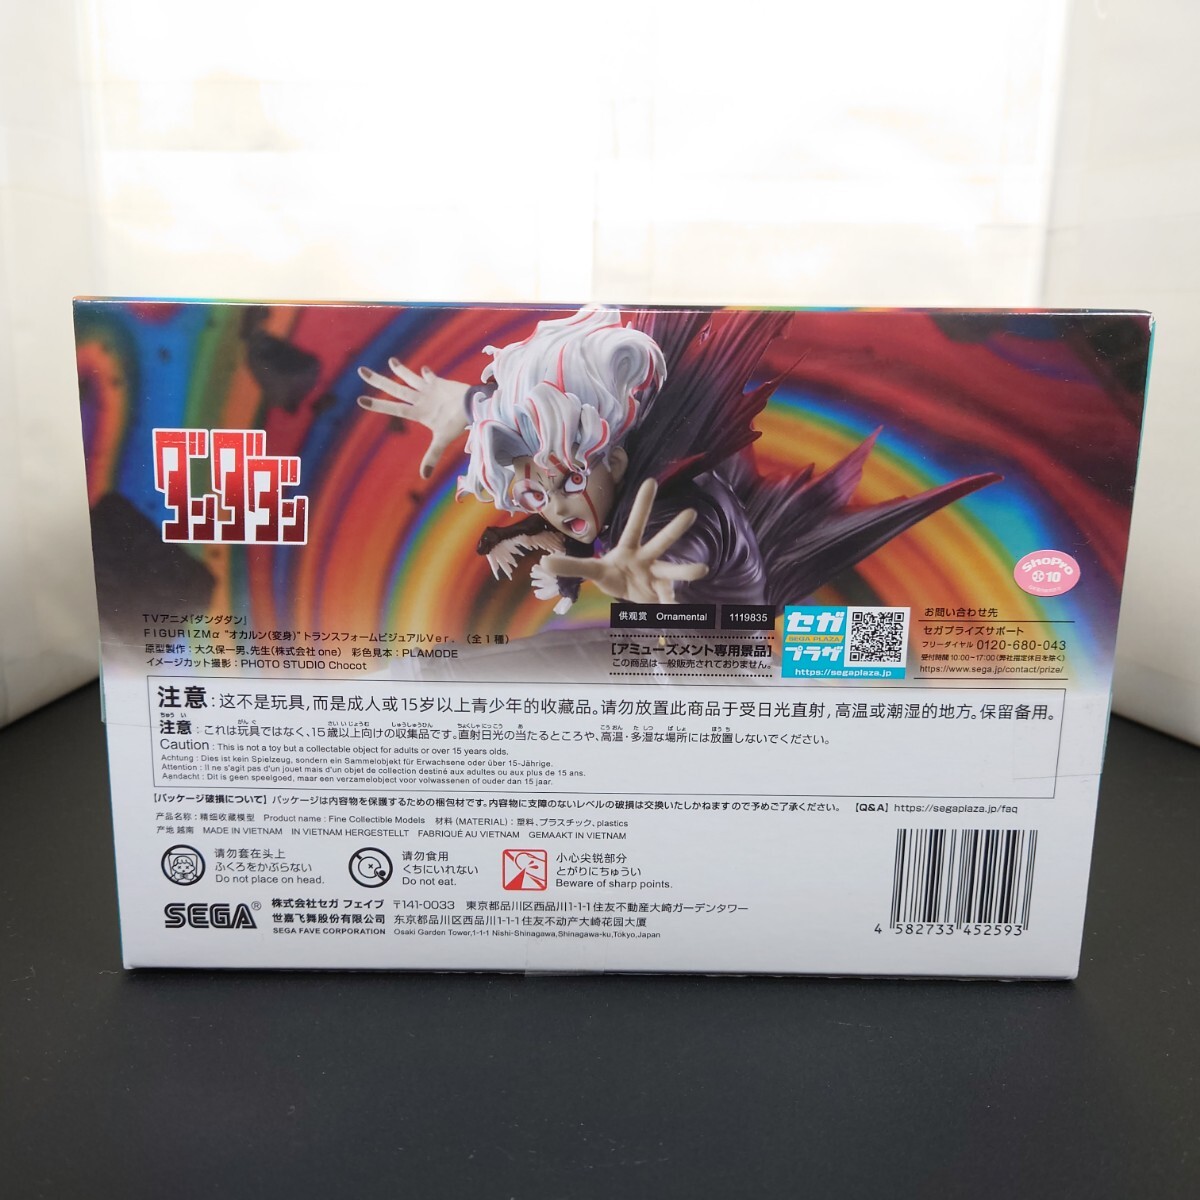 ダンダダン
TVアニメ『ダンダダン』
FIGURIZMα “オカルン(変身)”トランスフォームビジュアルVer. (全1種)
原型製作：大久保一男、先生(株式会社 one) 彩色見本：PLAMODE
イメージカット撮影：PHOTO STUDIO Chocot
供观赏 Ornamental
1119835
【アミューズメント専用景品】
この商品は一般販売されておりません。
セガ
SEGA PLAZA
プラザ
https://segaplaza.jp
ShoPro
10
お問い合わせ先
セガプライズサポート
フリーダイヤル 0120-680-043
受付時間 10:00〜17:00(弊社指定休日を除く)
https://www.sega.jp/contact/prize/
注意：这不是玩具，而是成人或15岁以上青少年的收藏品。请勿放置此商品于受日光直射，高温或潮湿的地方。保留备用。
注意：これは玩具ではなく、15歳以上向けの収集品です。直射日光の当たるところや、高温・多湿な場所には放置しないでください。
Caution : This is not a toy but a collectable object for adults or over 15 years olds.
Achtung : Dies ist kein Spielzeug, sondern ein Sammelobjekt für Erwachsene oder über 15-Jährige.
Attention : Il ne s'agit pas d'un jouet mais d'un objet de collection destiné aux adultes ou aux plus de 15 ans.
Aandacht : Dit is geen speelgoed, maar een verzamelobject voor volwassenen of ouder dan 15 jaar.
【パッケージ破損について】パッケージは内容物を保護するための梱包材です。内容物に支障のないレベルの破損は交換いたしかねますので予めご了承ください。 【Q&A】https://segaplaza.jp/faq
产品名称：精细收藏模型 Product name : Fine Collectible Models 材料(MATERIAL)：塑料、プラスチック、plastics
产地 越南 MADE IN VIETNAM IN VIETNAM HERGESTELLT FABRIQUÉ AU VIETNAM GEMAAKT IN VIETNAM
请勿套在头上
ふくろをかぶらない
Do not place on head.
请勿食用
くちにいれない
Do not eat.
小心尖锐部分
とがりにちゅうい
Beware of sharp points.
SEGA®
株式会社セガ フェイブ 〒141-0033 東京都品川区西品川1-1-1住友不動産大崎ガーデンタワー
世嘉飞舞股份有限公司 东京都品川区西品川1-1-1住友不动产大崎花园大厦
SEGA FAVE CORPORATION Osaki Garden Tower,1-1-1 Nishi-Shinagawa,Shinagawa-ku,Tokyo,Japan
4 582733 452593